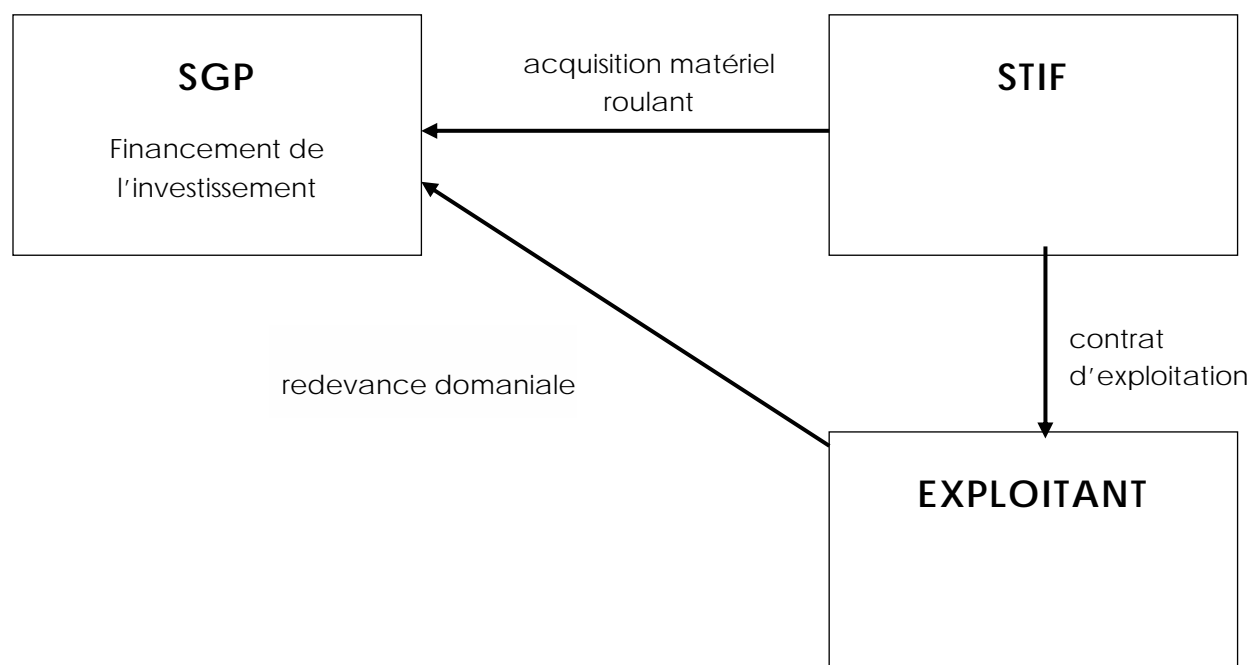 SGP
Financement de
l'investissement
acquisition matériel
roulant
STIF
redevance domaniale
contrat
d'exploitation
EXPLOITANT